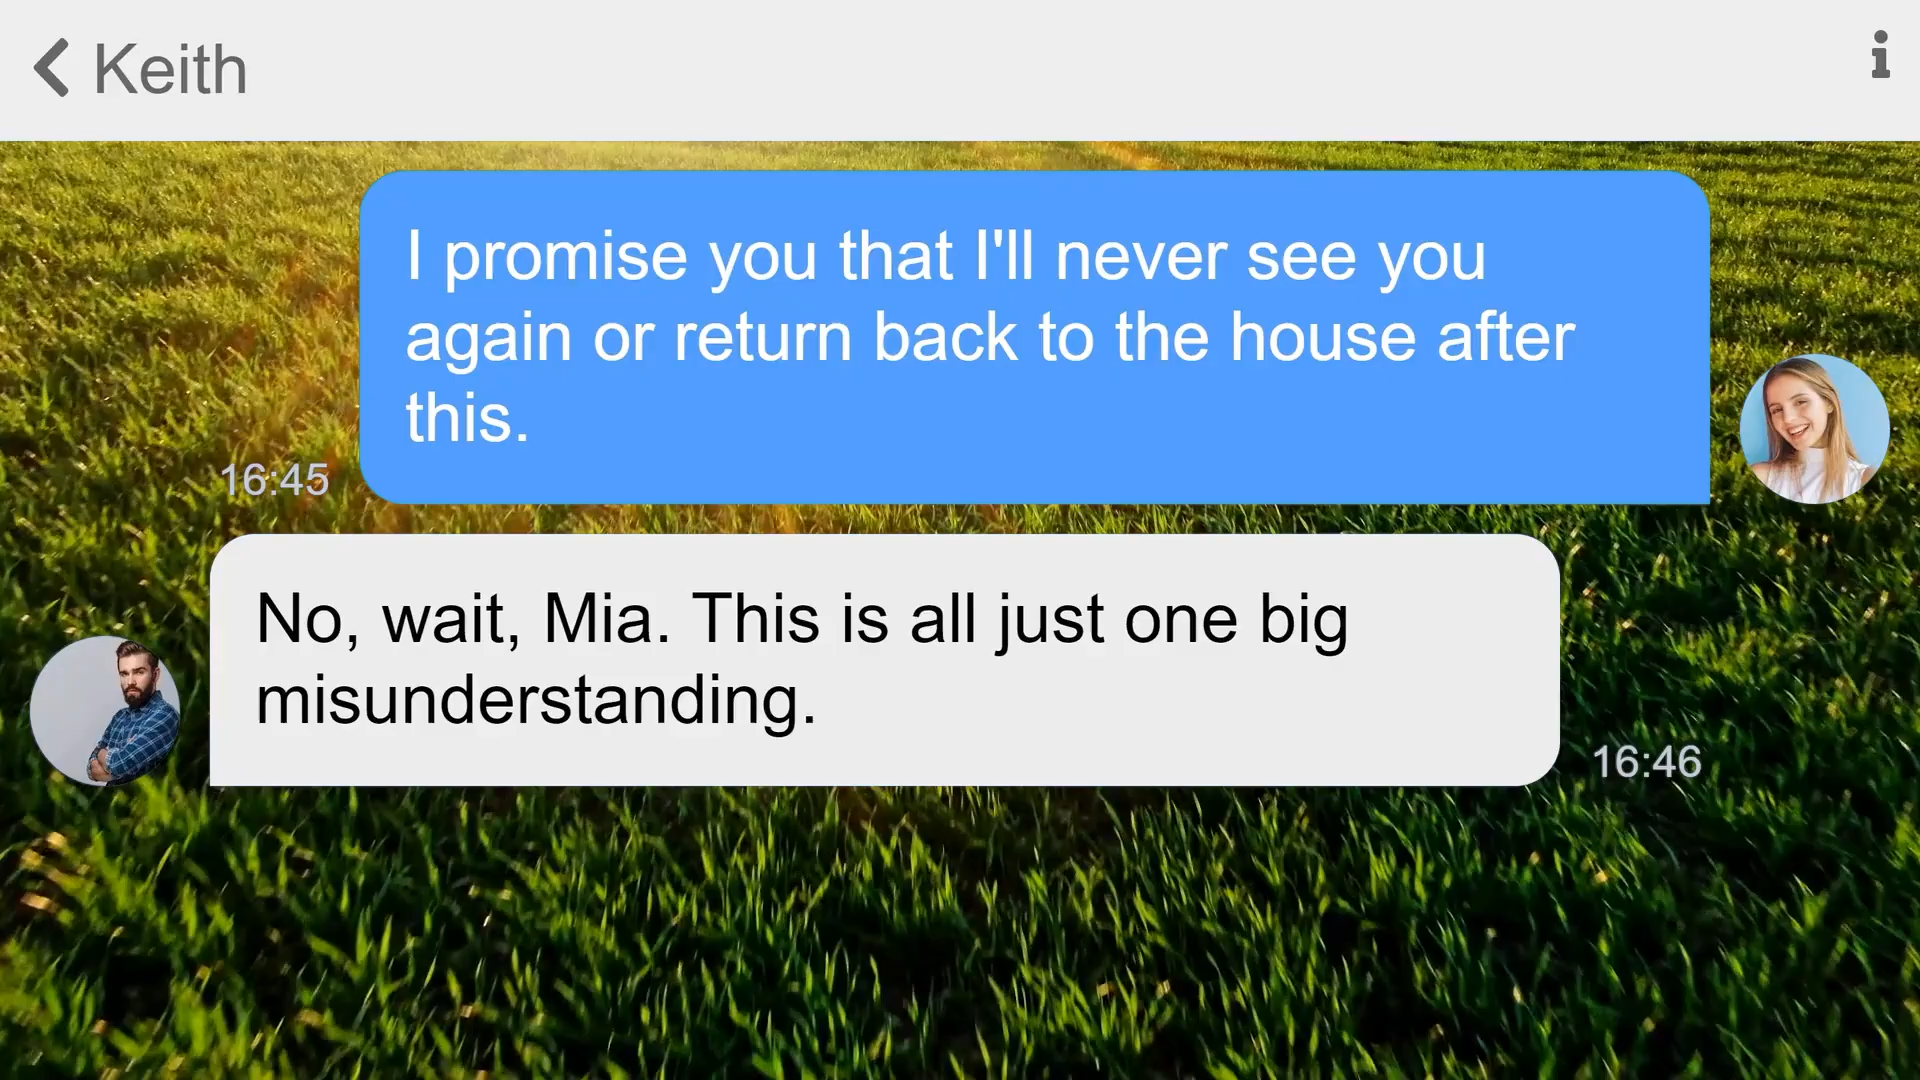 Keith
I promise you that I'll never see you
again or return back to the house after
this.
16:45
No, wait, Mia. This is all just one big
misunderstanding.
16:46